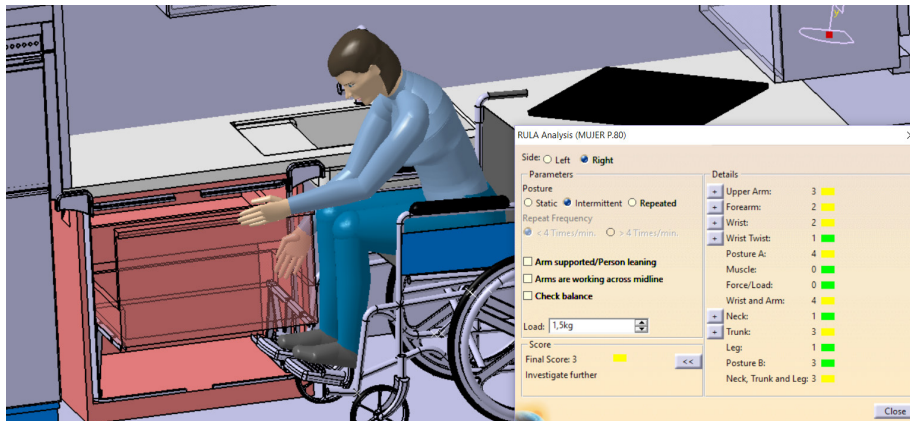 RULA Analysis (MUJER P.80)
Side: Left Right
Parameters
Posture
Static Intermittent Repeated
Repeat Frequency
< 4 Times/min. > 4 Times/min.
Arm supported/Person leaning
Arms are working across midline
Check balance
Load: 1,5kg
Score
Final Score: 3
Investigate further
<<
Details
+ Upper Arm: 3
+ Forearm: 2
+ Wrist: 2
+ Wrist Twist: 1
Posture A: 4
Muscle: 0
Force/Load: 0
Wrist and Arm: 4
+ Neck: 1
+ Trunk: 3
Leg: 1
Posture B: 3
Neck, Trunk and Leg: 3
Close